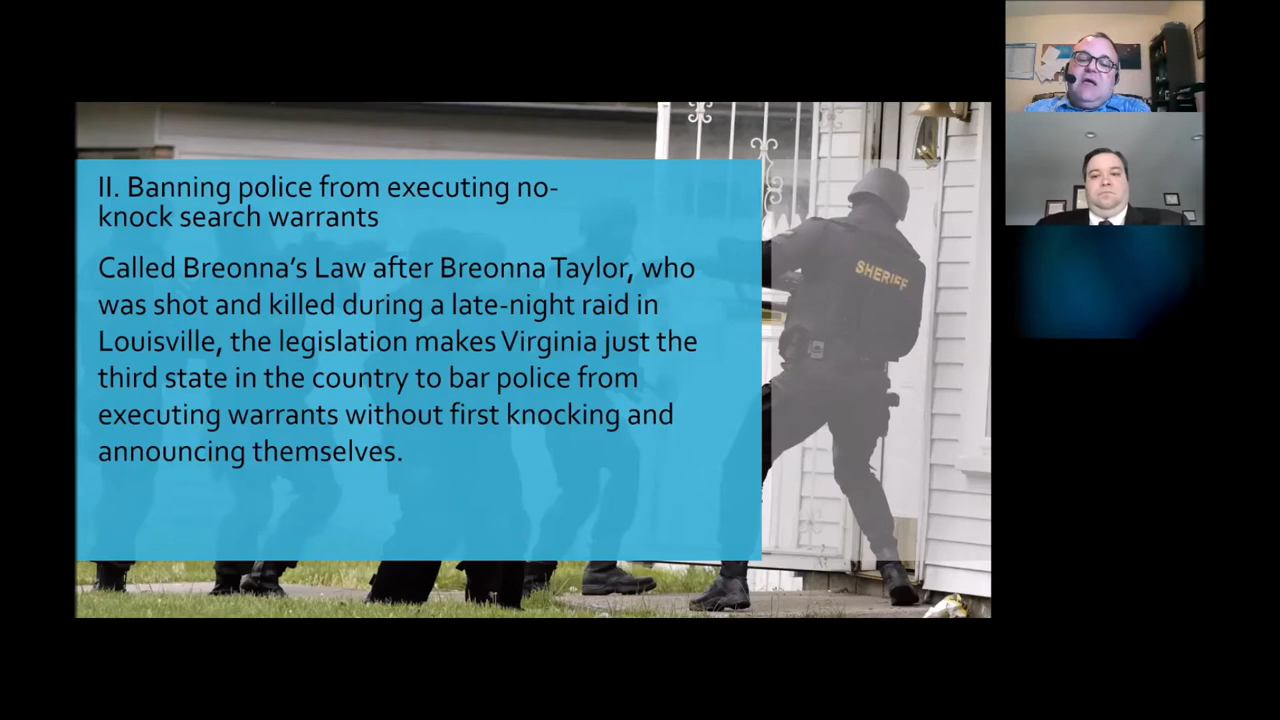 II. Banning police from executing no-
knock search warrants
Called Breonna's Law after Breonna Taylor, who
was shot and killed during a late-night raid in
Louisville, the legislation makes Virginia just the
third state in the country to bar police from
executing warrants without first knocking and
announcing themselves.
SHERIFF